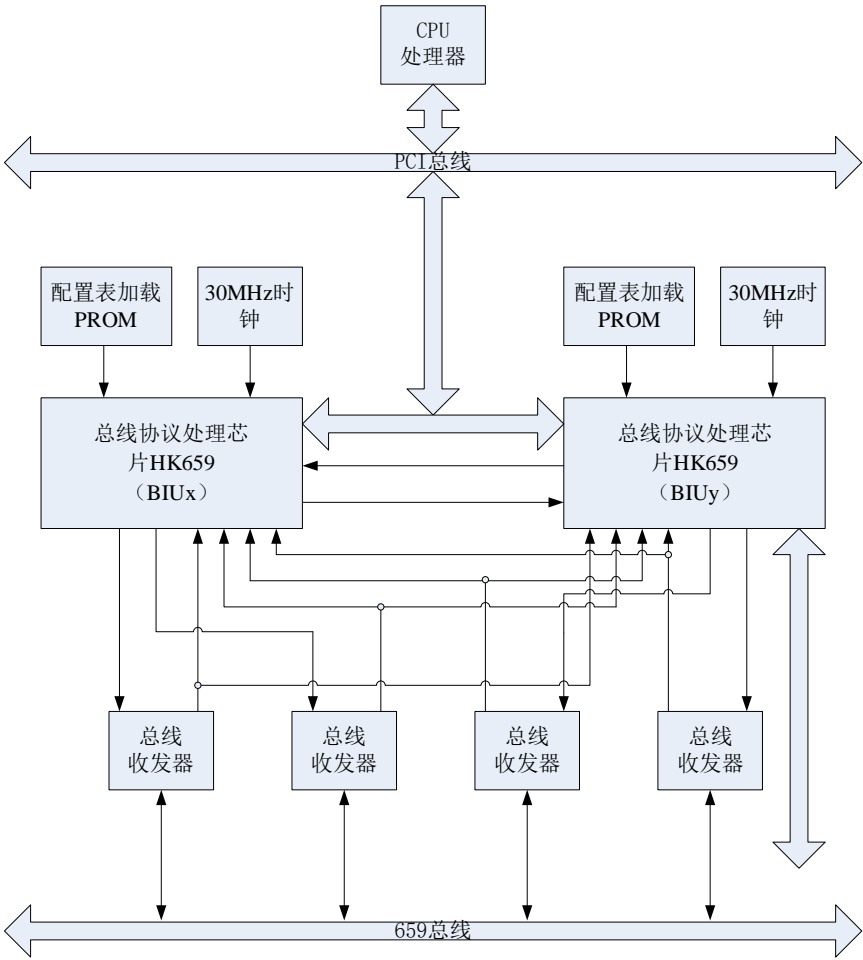 CPU
处理器
PCI总线
配置表加载
PROM
30MHz时
钟
配置表加载
PROM
30MHz时
钟
总线协议处理芯
片HK659
（BIUx）
总线协议处理芯
片HK659
（BIUy）
总线
收发器
总线
收发器
总线
收发器
总线
收发器
659总线